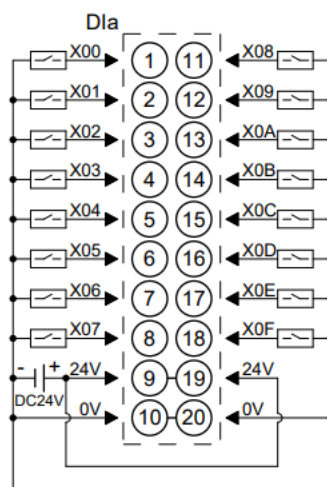 DIa
X00 1 11 X08
X01 2 12 X09
X02 3 13 X0A
X03 4 14 X0B
X04 5 15 X0C
X05 6 16 X0D
X06 7 17 X0E
X07 8 18 X0F
- + 24V 9 19 24V
DC24V 0V 10 20 0V